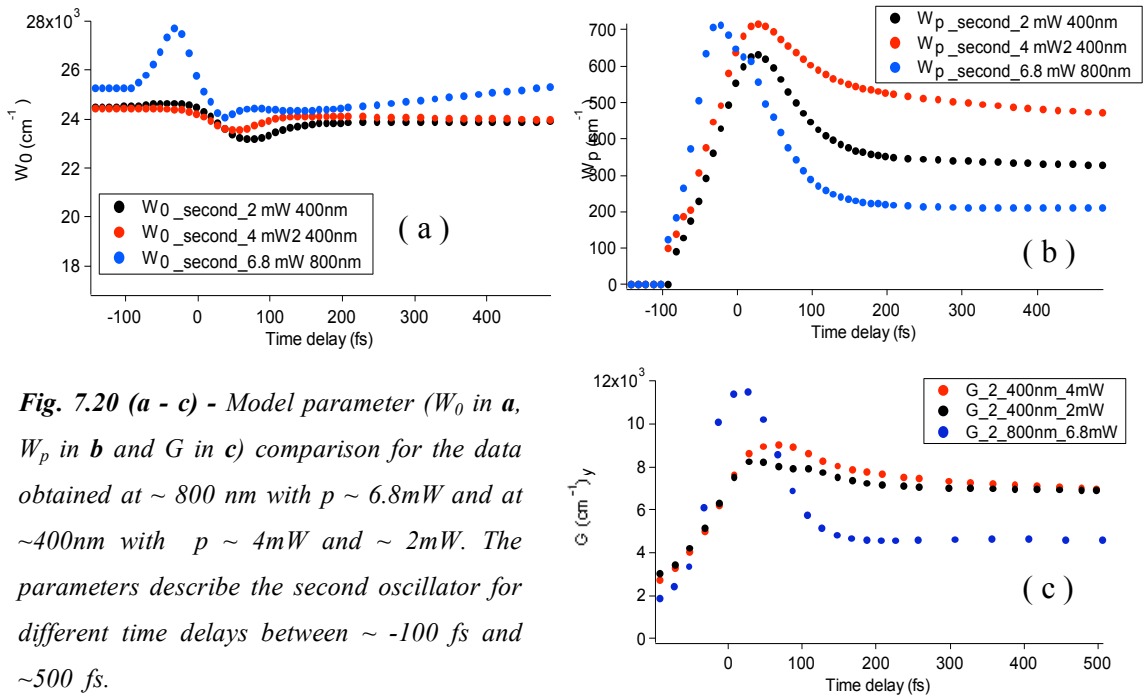 28x10³
26
24
22
20
18
W0 (cm⁻¹)
W0 _second_2 mW 400nm
W0 _second_4 mW2 400nm
W0 _second_6.8 mW 800nm
( a )
-100 0 100 200 300 400
Time delay (fs)
700
600
500
400
300
200
100
0
Wp (cm⁻¹)
Wp _second_2 mW 400nm
Wp _second_4 mW2 400nm
Wp _second_6.8 mW 800nm
( b )
-100 0 100 200 300 400
Time delay (fs)
Fig. 7.20 (a - c) - Model parameter (W0 in a,
Wp in b and G in c) comparison for the data
obtained at ~ 800 nm with p ~ 6.8mW and at
~400nm with p ~ 4mW and ~ 2mW. The
parameters describe the second oscillator for
different time delays between ~ -100 fs and
~500 fs.
12x10³
10
8
6
4
2
0
G (cm⁻¹)y
G_2_400nm_4mW
G_2_400nm_2mW
G_2_800nm_6.8mW
( c )
0 100 200 300 400 500
Time delay (fs)